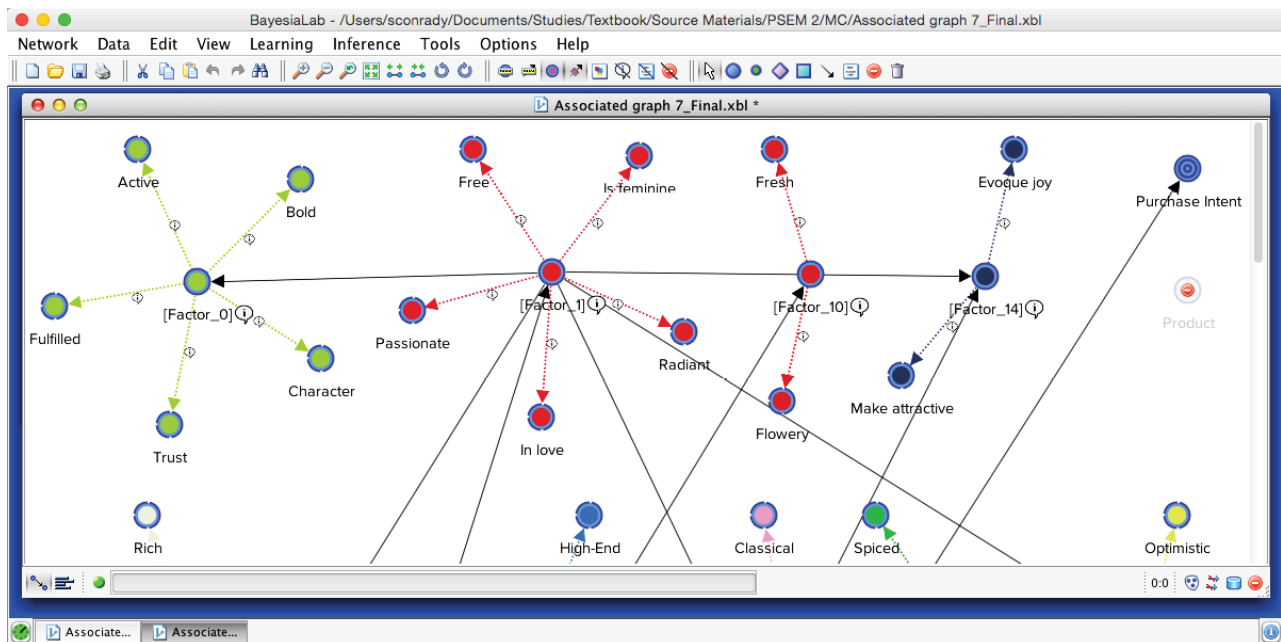 BayesiaLab - /Users/sconrady/Documents/Studies/Textbook/Source Materials/PSEM 2/MC/Associated graph 7_Final.xbl
Network Data Edit View Learning Inference Tools Options Help
Associated graph 7_Final.xbl *
Active
Free
Is feminine
Fresh
Evoque joy
Bold
Purchase Intent
[Factor_0]
[Factor_1]
[Factor_10]
[Factor_14]
Fulfilled
Passionate
Radiant
Product
Character
Make attractive
Trust
In love
Flowery
Rich
High-End
Classical
Spiced
Optimistic
0:0
Associate...
Associate...